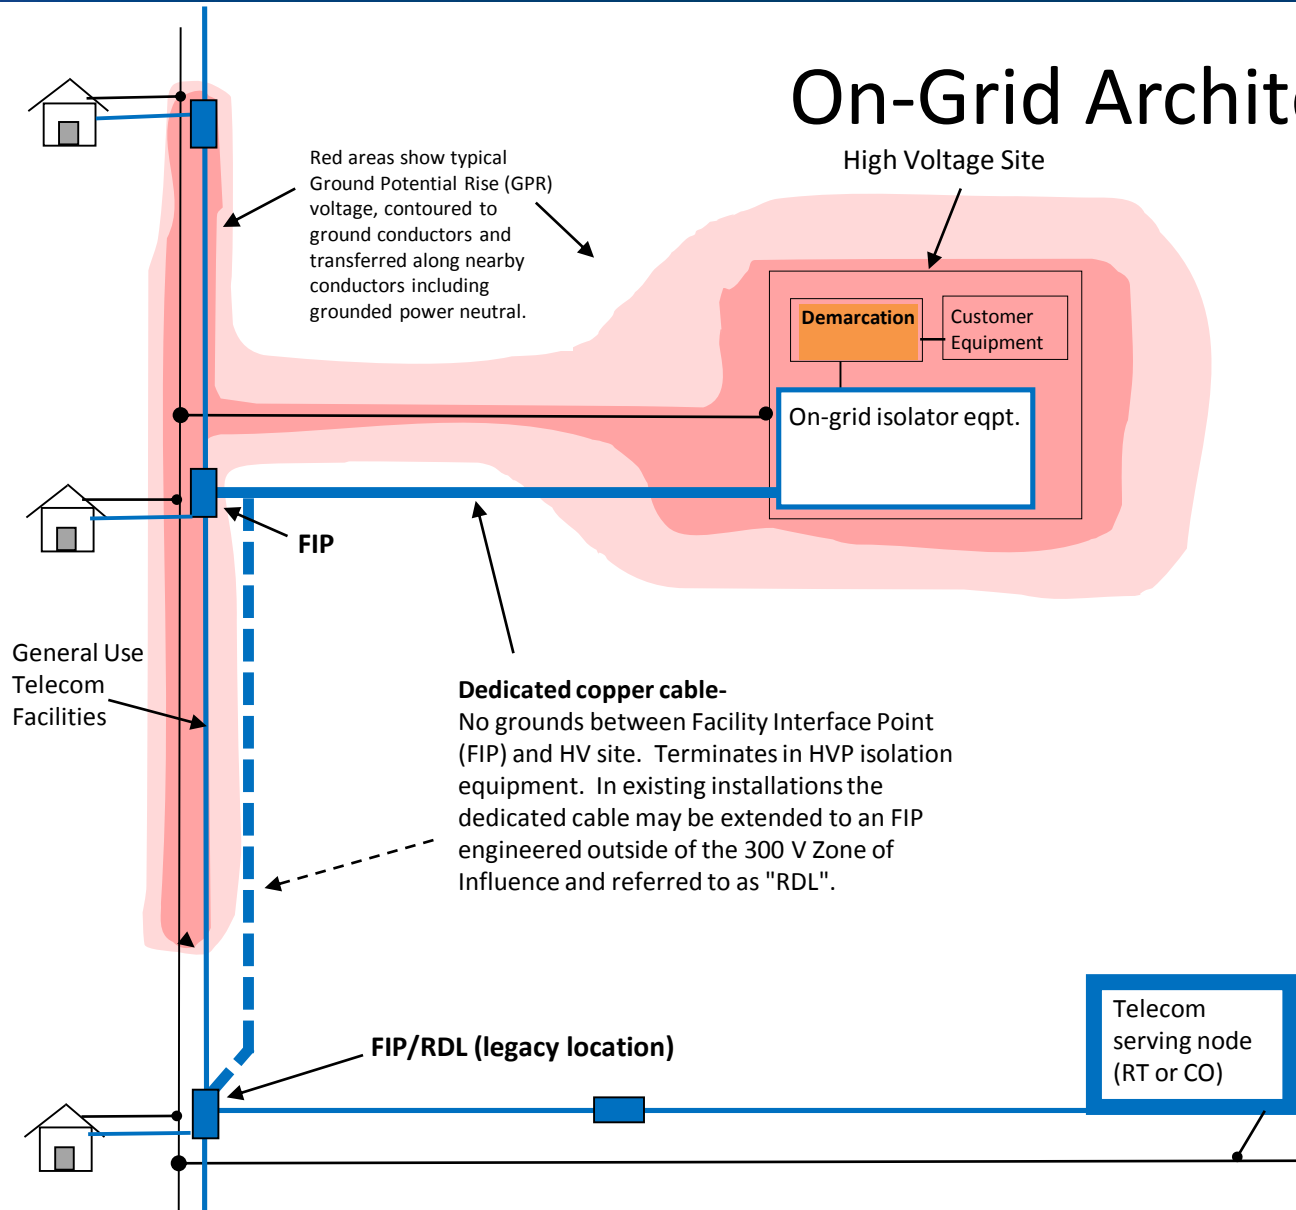 On-Grid Archite
High Voltage Site
Red areas show typical
Ground Potential Rise (GPR)
voltage, contoured to
ground conductors and
transferred along nearby
conductors including
grounded power neutral.
Demarcation
Customer
Equipment
On-grid isolator eqpt.
FIP
General Use
Telecom
Facilities
Dedicated copper cable-
No grounds between Facility Interface Point
(FIP) and HV site. Terminates in HVP isolation
equipment. In existing installations the
dedicated cable may be extended to an FIP
engineered outside of the 300 V Zone of
Influence and referred to as "RDL".
FIP/RDL (legacy location)
Telecom
serving node
(RT or CO)